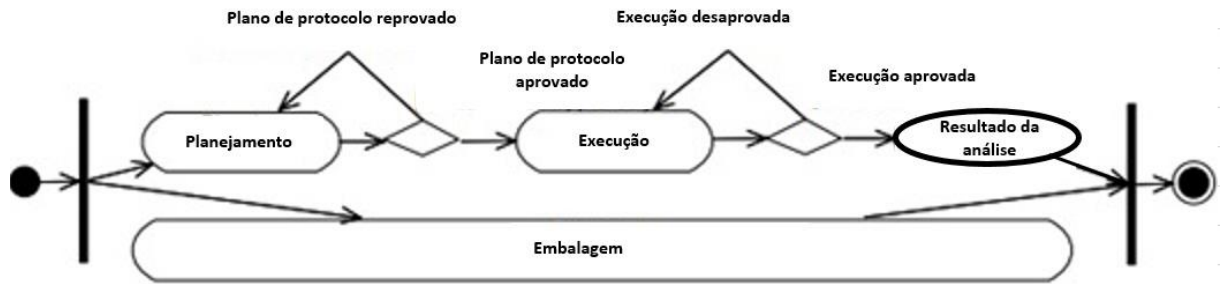 Plano de protocolo reprovado
Execução desaprovada
Plano de protocolo
aprovado
Execução aprovada
Planejamento
Execução
Resultado da
análise
Embalagem